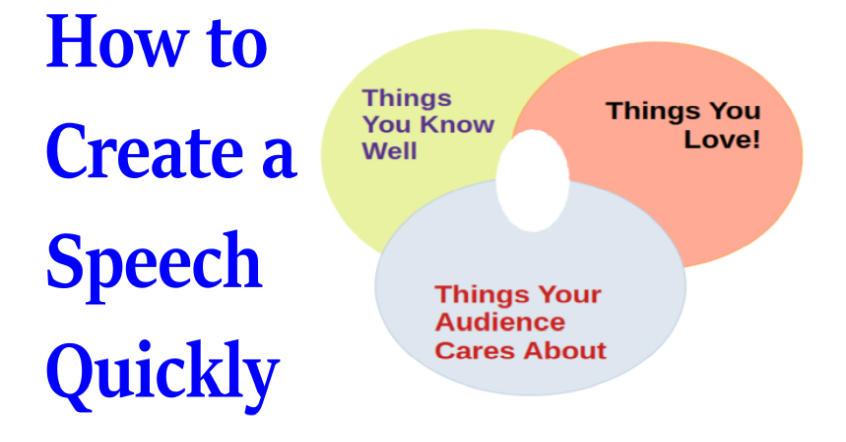 How to
Create a
Speech
Quickly
Things
You Know
Well
Things You
Love!
Things Your
Audience
Cares About